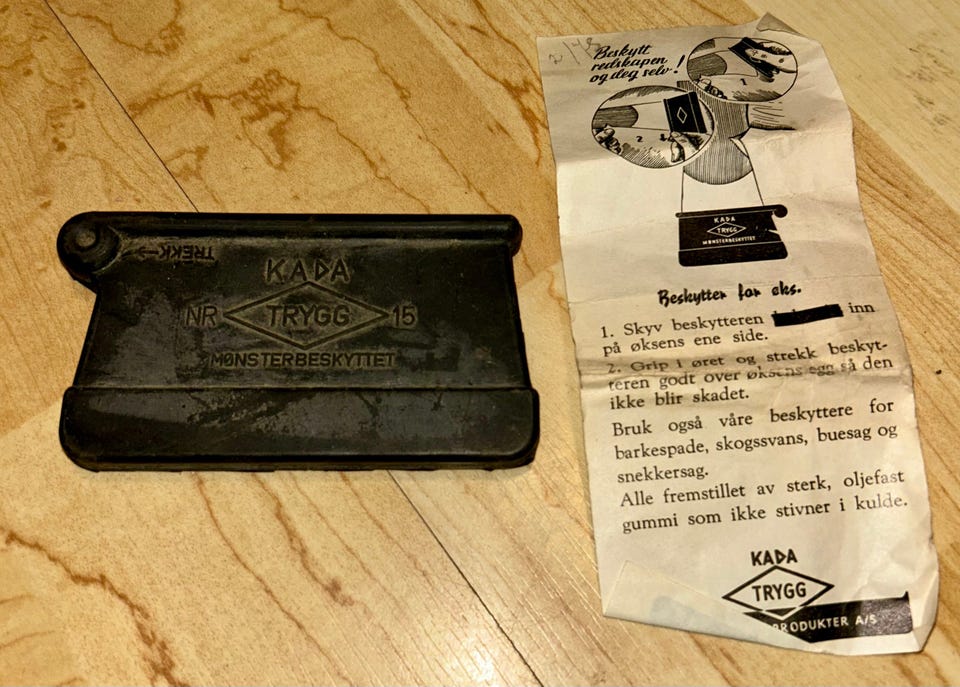 TREKK
KADA
NR TRYGG 15
MØNSTERBESKYTTET
Beskytt
redskapen
og deg selv!
1
2
KADA
TRYGG
MØNSTERBESKYTTET
Beskytter for øks.
1. Skyv beskytteren inn
på øksens ene side.
2. Grip i øret og strekk beskyt-
teren godt over øksens egg så den
ikke blir skadet.
Bruk også våre beskyttere for
barkespade, skogssvans, buesag og
snekkersag.
Alle fremstillet av sterk, oljefast
gummi som ikke stivner i kulde.
KADA
TRYGG
PRODUKTER A/S